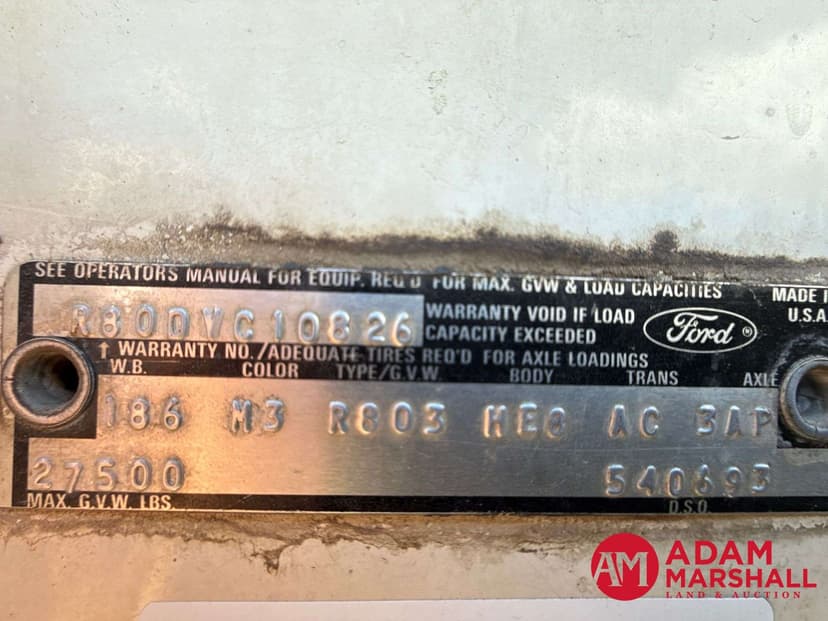 SEE OPERATORS MANUAL FOR EQUIP. REQ'D FOR MAX. GVW & LOAD CAPACITIES
MADE IN
U.S.A.
R80DVC10826
WARRANTY VOID IF LOAD
CAPACITY EXCEEDED
Ford
↑ WARRANTY NO./ADEQUATE TIRES REQ'D FOR AXLE LOADINGS
W.B. COLOR TYPE/G.V.W. BODY TRANS AXLE
186 M3 R803 HE8 AC 3AP
27500 540693
MAX. G.V.W. LBS. D.S.O.
AM ADAM
MARSHALL
LAND & AUCTION